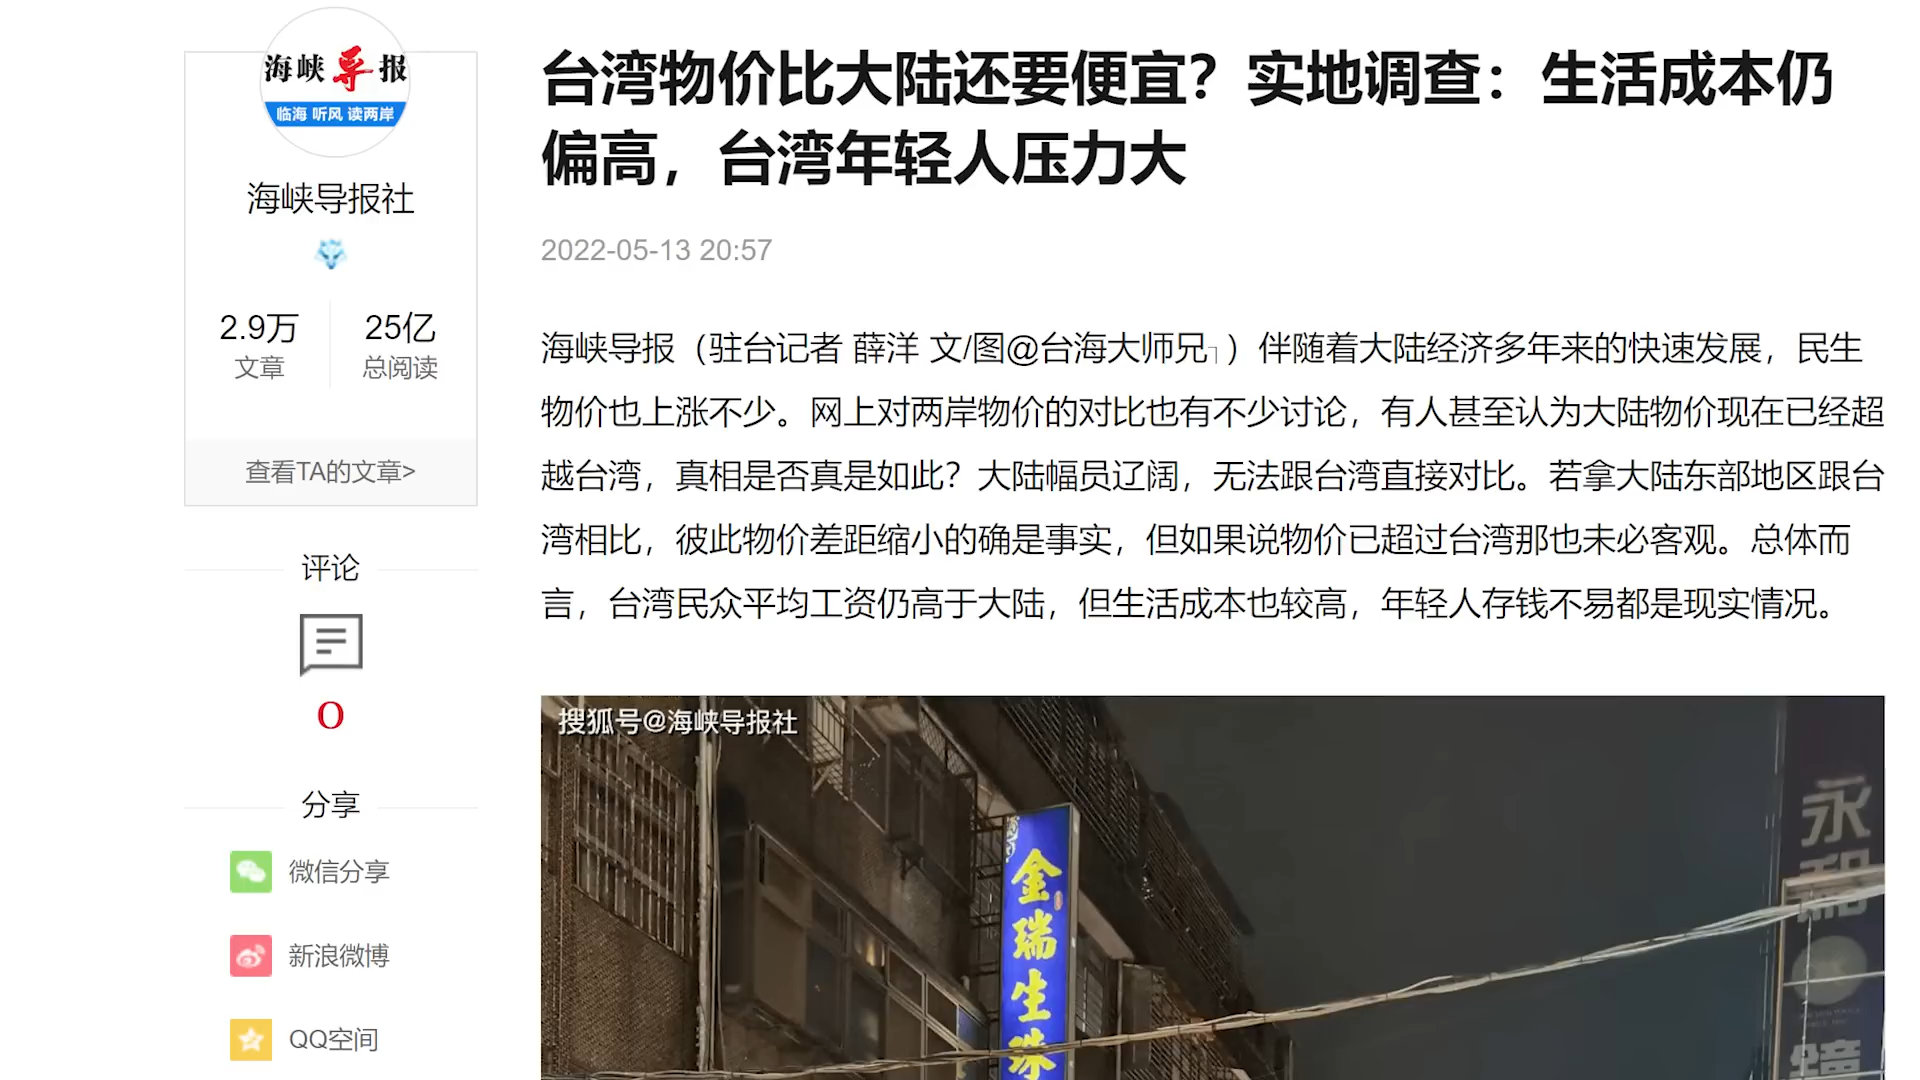 海峡导报
临海 听风 读两岸
海峡导报社
2.9万
文章
25亿
总阅读
查看TA的文章>
评论
0
分享
微信分享
新浪微博
QQ空间
台湾物价比大陆还要便宜？实地调查：生活成本仍
偏高，台湾年轻人压力大
2022-05-13 20:57
海峡导报（驻台记者 薛洋 文/图@台海大师兄┐）伴随着大陆经济多年来的快速发展，民生
物价也上涨不少。网上对两岸物价的对比也有不少讨论，有人甚至认为大陆物价现在已经超
越台湾，真相是否真是如此？大陆幅员辽阔，无法跟台湾直接对比。若拿大陆东部地区跟台
湾相比，彼此物价差距缩小的确是事实，但如果说物价已超过台湾那也未必客观。总体而
言，台湾民众平均工资仍高于大陆，但生活成本也较高，年轻人存钱不易都是现实情况。
搜狐号@海峡导报社
金瑞生珠
永和